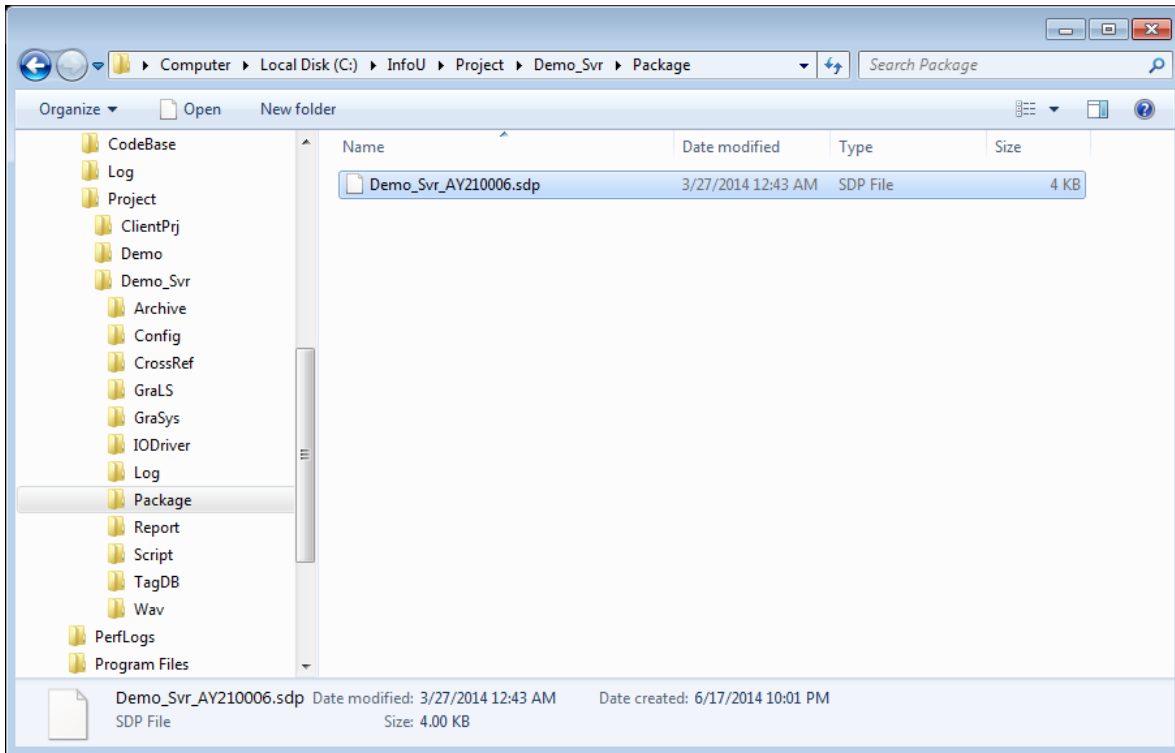 Computer Local Disk (C:) InfoU Project Demo_Svr Package Search Package
Organize Open New folder
CodeBase
Log
Project
ClientPrj
Demo
Demo_Svr
Archive
Config
CrossRef
GraLS
GraSys
IODriver
Log
Package
Report
Script
TagDB
Wav
PerfLogs
Program Files
Name Date modified Type Size
Demo_Svr_AY210006.sdp 3/27/2014 12:43 AM SDP File 4 KB
Demo_Svr_AY210006.sdp Date modified: 3/27/2014 12:43 AM Date created: 6/17/2014 10:01 PM
SDP File Size: 4.00 KB